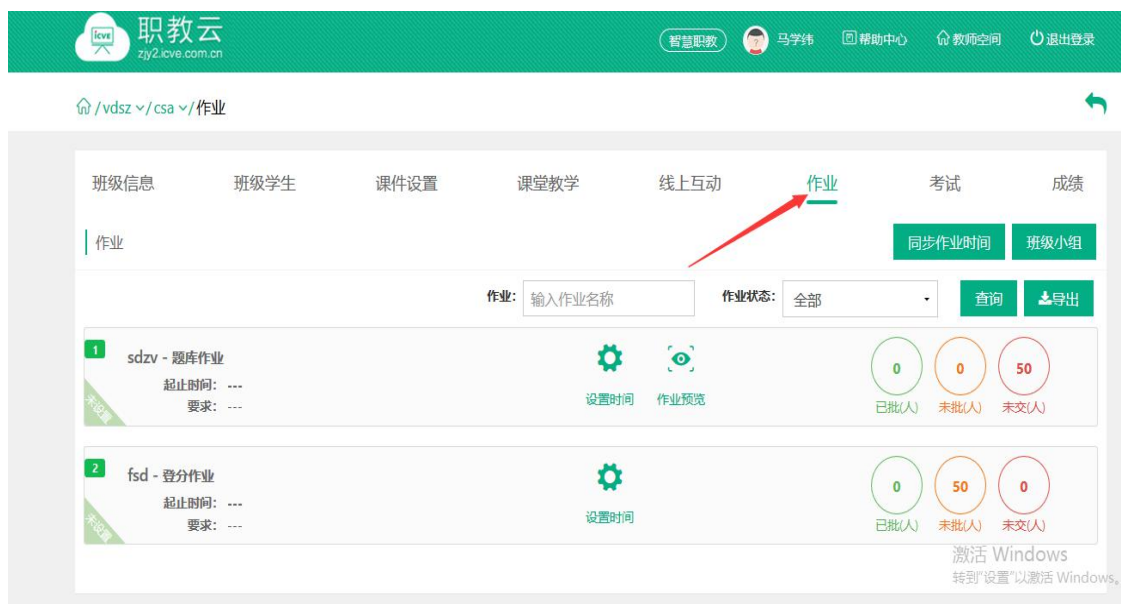 icve
职教云
zjy2.icve.com.cn
智慧职教 马学纬 帮助中心 教师空间 退出登录
/ vdsz / csa / 作业
班级信息 班级学生 课件设置 课堂教学 线上互动 作业 考试 成绩
作业 同步作业时间 班级小组
作业: 输入作业名称 作业状态: 全部 查询 导出
1 sdzv - 题库作业
起止时间: ---
要求: ---
未设置
设置时间 作业预览
0 0 50
已批(人) 未批(人) 未交(人)
2 fsd - 登分作业
起止时间: ---
要求: ---
未设置
设置时间
0 50 0
已批(人) 未批(人) 未交(人)
激活 Windows
转到"设置"以激活 Windows。